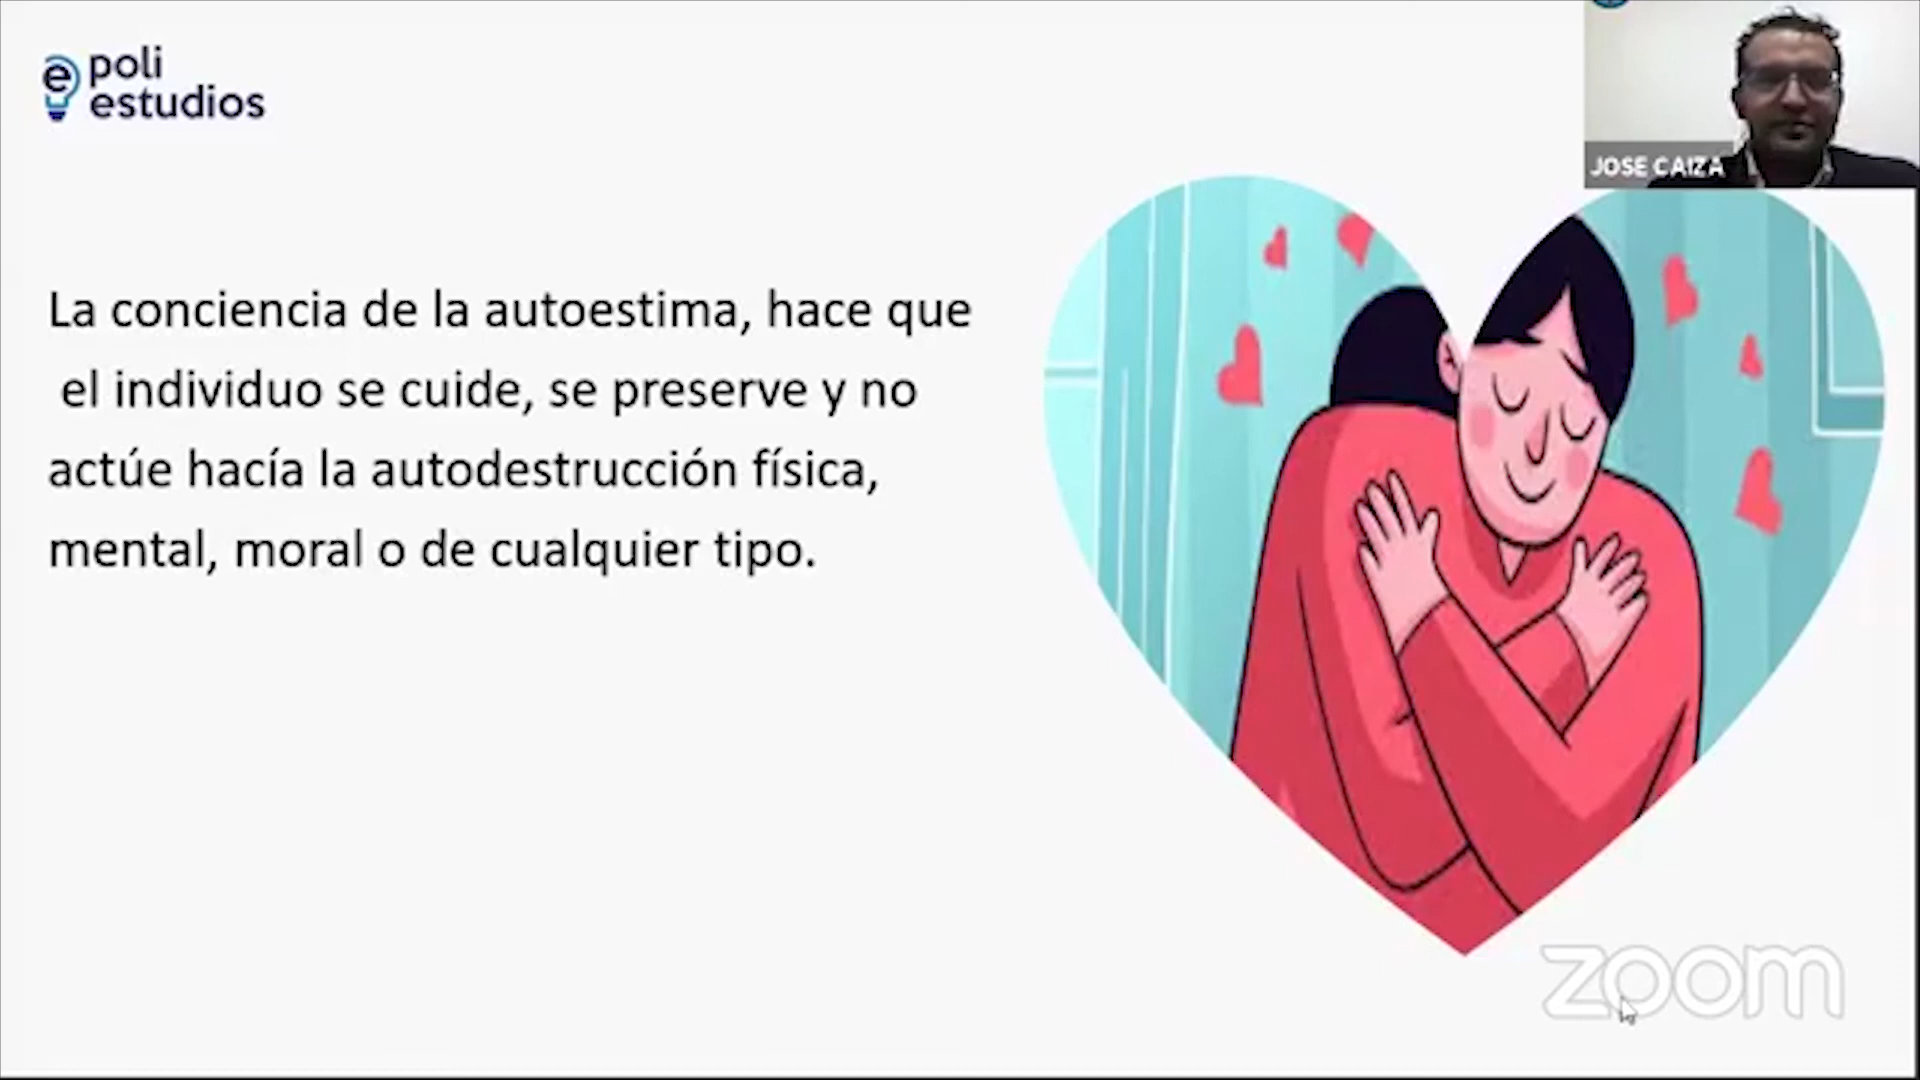 poli
estudios
JOSE CAIZA
La conciencia de la autoestima, hace que
el individuo se cuide, se preserve y no
actúe hacía la autodestrucción física,
mental, moral o de cualquier tipo.
zoom